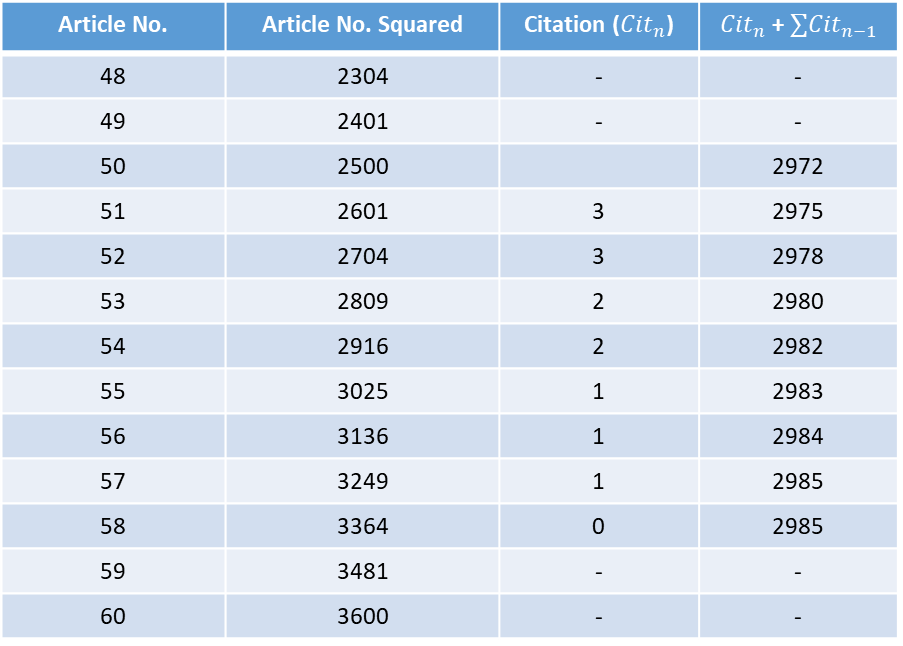 Article No. Article No. Squared Citation (Citₙ) Citₙ + ∑Citₙ₋₁
48 2304 - -
49 2401 - -
50 2500 2972
51 2601 3 2975
52 2704 3 2978
53 2809 2 2980
54 2916 2 2982
55 3025 1 2983
56 3136 1 2984
57 3249 1 2985
58 3364 0 2985
59 3481 - -
60 3600 - -